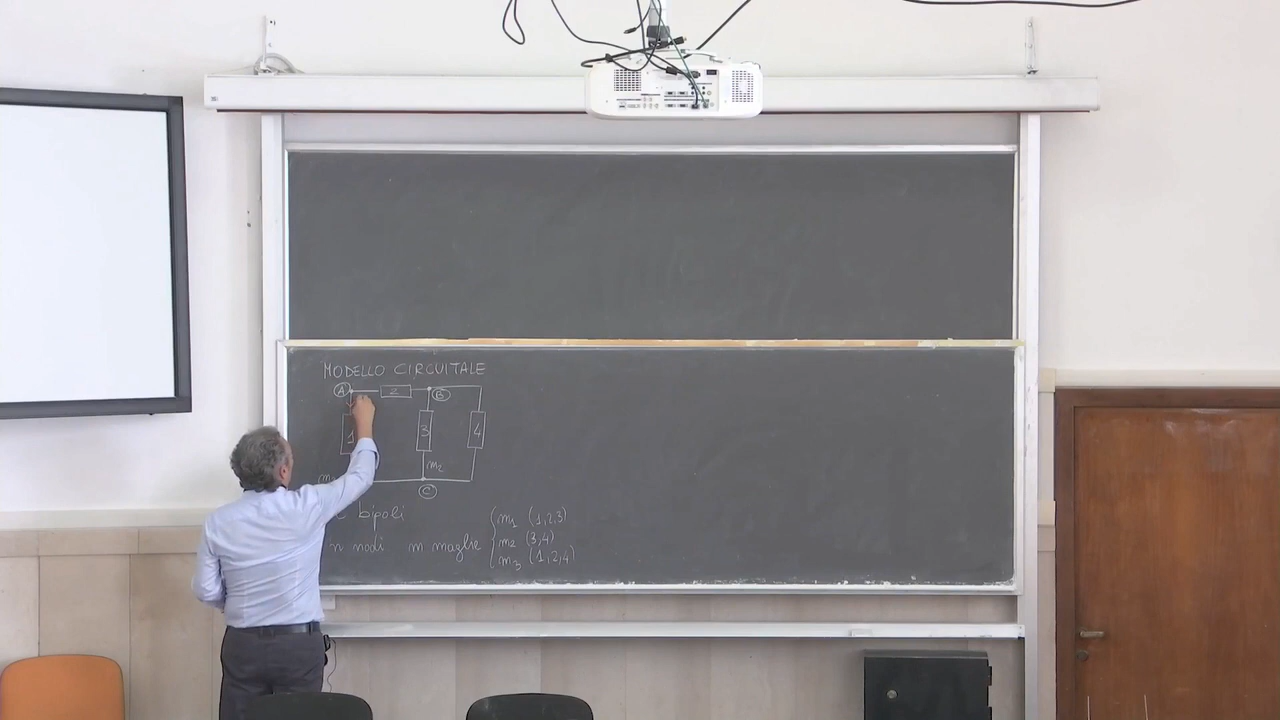 MODELLO CIRCUITALE
A 2 B
1 3 4
m2
C
bipoli
n nodi m maglie
m1 (1,2,3)
m2 (3,4)
m3 (1,2,4)